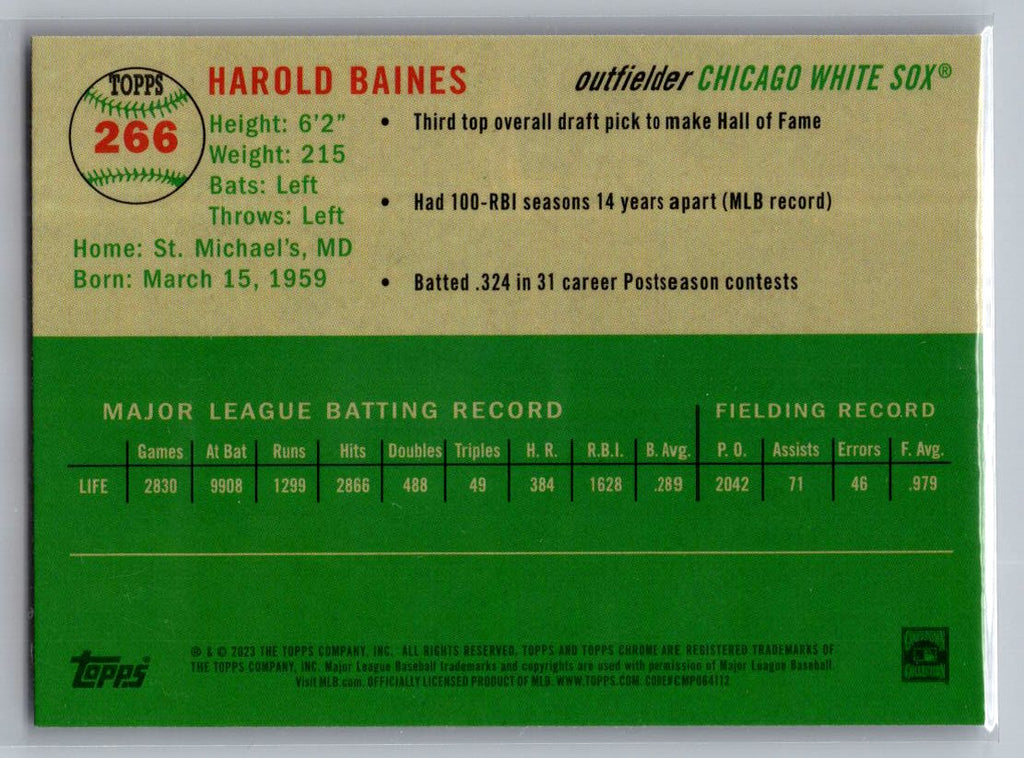 TOPPS
266
HAROLD BAINES
outfielder CHICAGO WHITE SOX®
Height: 6'2"
Weight: 215
Bats: Left
Throws: Left
Home: St. Michael's, MD
Born: March 15, 1959
• Third top overall draft pick to make Hall of Fame
• Had 100-RBI seasons 14 years apart (MLB record)
• Batted .324 in 31 career Postseason contests
MAJOR LEAGUE BATTING RECORD FIELDING RECORD
Games At Bat Runs Hits Doubles Triples H. R. R.B.I. B. Avg. P. O. Assists Errors F. Avg.
LIFE 2830 9908 1299 2866 488 49 384 1628 .289 2042 71 46 .979
topps
® & © 2023 THE TOPPS COMPANY, INC. ALL RIGHTS RESERVED. TOPPS AND TOPPS CHROME ARE REGISTERED TRADEMARKS OF
THE TOPPS COMPANY, INC. Major League Baseball trademarks and copyrights are used with permission of Major League Baseball.
Visit MLB.com. OFFICIALLY LICENSED PRODUCT OF MLB. WWW.TOPPS.COM. CODE#CMP064112